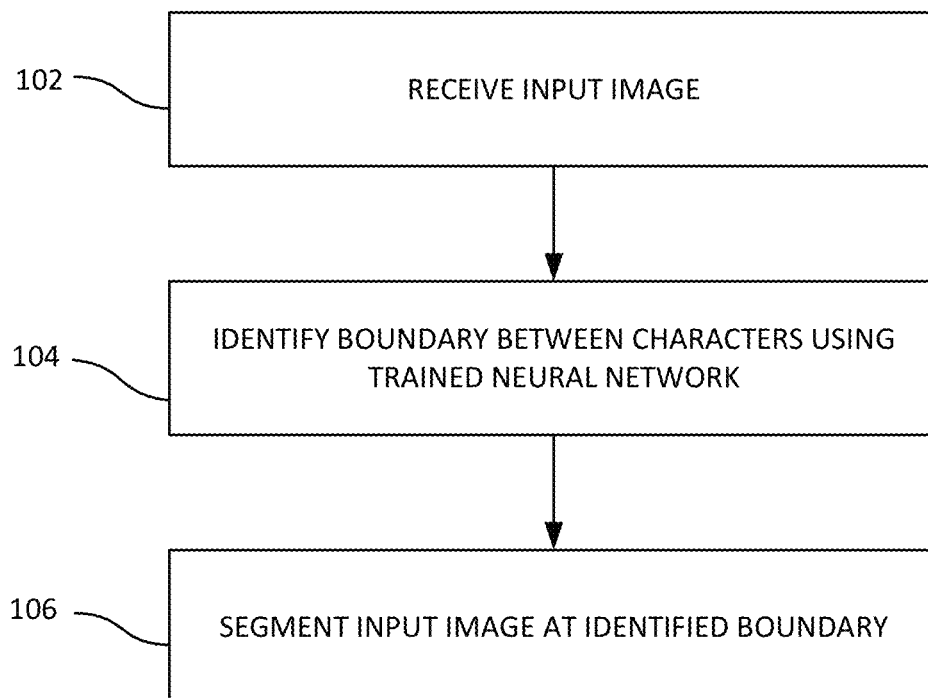 102
RECEIVE INPUT IMAGE
104
IDENTIFY BOUNDARY BETWEEN CHARACTERS USING
TRAINED NEURAL NETWORK
106
SEGMENT INPUT IMAGE AT IDENTIFIED BOUNDARY